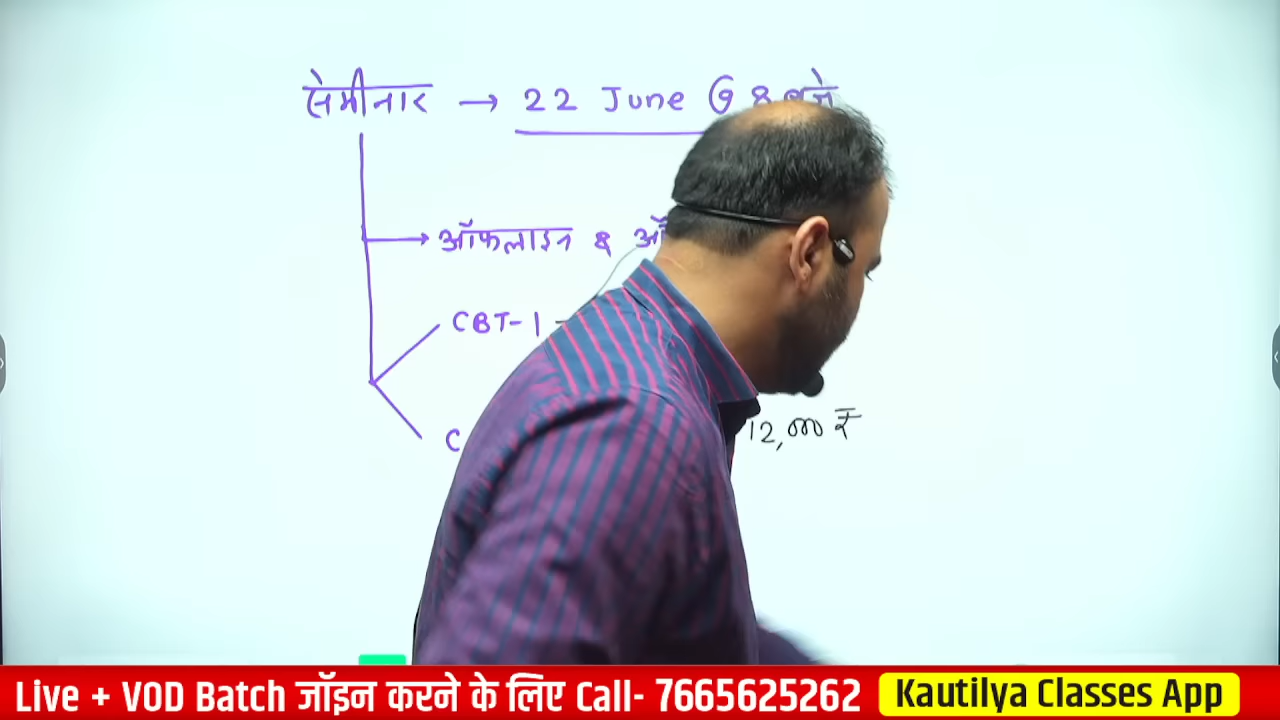 सेमीनार → 22 June @ 8 बजे
→ ऑफलाइन &
CBT-1
C
12,000 ₹
Live + VOD Batch जॉइन करने के लिए Call- 7665625262
Kautilya Classes App